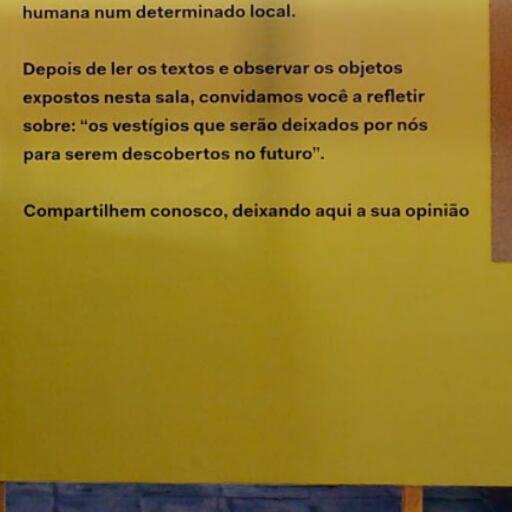 humana num determinado local.
Depois de ler os textos e observar os objetos
expostos nesta sala, convidamos você a refletir
sobre: “os vestígios que serão deixados por nós
para serem descobertos no futuro”.
Compartilhem conosco, deixando aqui a sua opinião